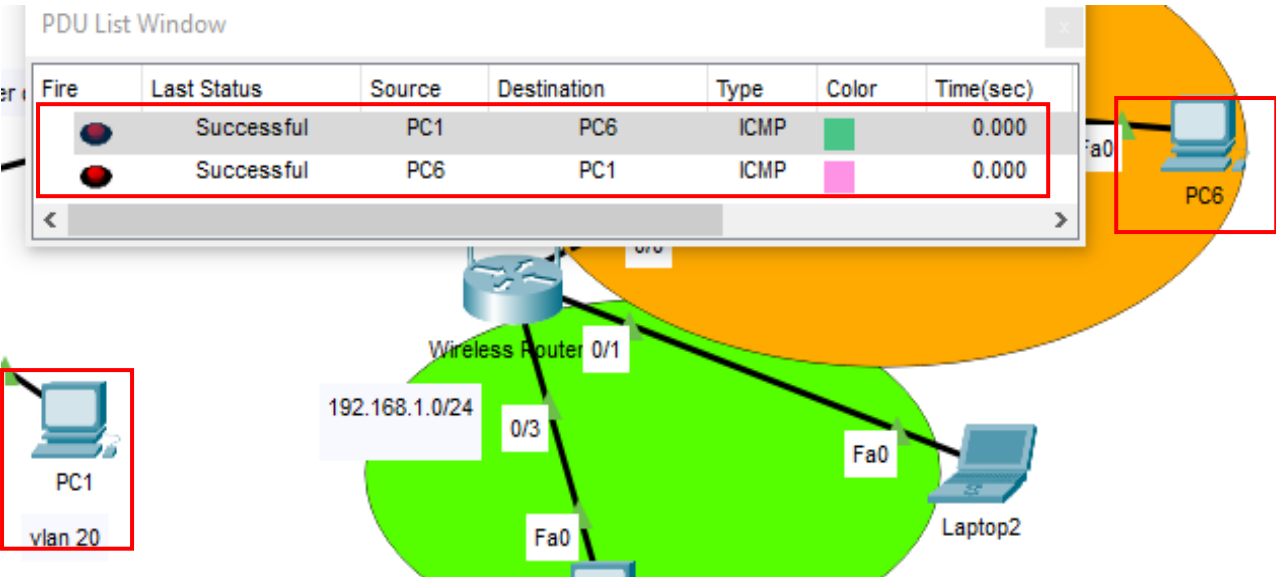 PDU List Window
x
er
Fire Last Status Source Destination Type Color Time(sec)
Successful PC1 PC6 ICMP 0.000
Successful PC6 PC1 ICMP 0.000
Fa0
PC6
Wireless Router 0/1
192.168.1.0/24
0/3
Fa0
PC1
Laptop2
vlan 20
Fa0